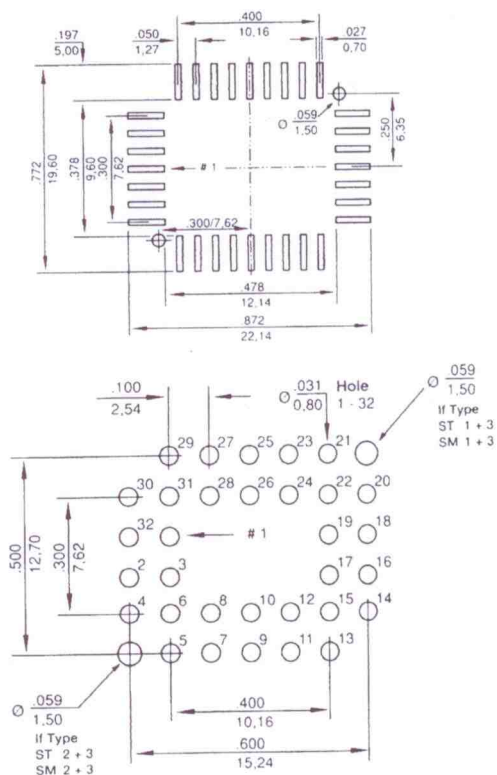 .400
10,16
.050
1,27
.027
0,70
.197
5,00
Ø .059
1,50
.250
6,35
.772
19,60
.378
9,60
.300
7,62
# 1
.300/7,62
.478
12,14
.872
22,14
.100
2,54
Ø .031 Hole
0,80 1 - 32
Ø .059
1,50
If Type
ST 1 + 3
SM 1 + 3
29 27 25 23 21
30 31 28 26 24 22 20
32 # 1 19 18
2 3 17 16
4 6 8 10 12 15 14
5 7 9 11 13
.500
12,70
.300
7,62
Ø .059
1,50
If Type
ST 2 + 3
SM 2 + 3
400
10,16
.600
15,24